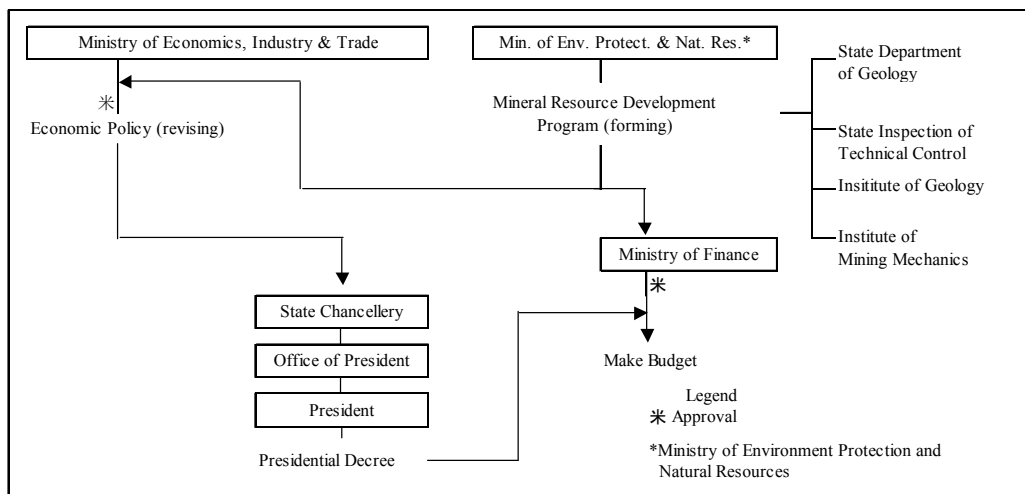 Ministry of Economics, Industry & Trade
Min. of Env. Protect. & Nat. Res.*
State Department
of Geology
米
Economic Policy (revising)
Mineral Resource Development
Program (forming)
State Inspection of
Technical Control
Insititute of Geology
Institute of
Mining Mechanics
Ministry of Finance
米
State Chancellery
Office of President
President
Presidential Decree
Make Budget
Legend
米 Approval
*Ministry of Environment Protection and
Natural Resources